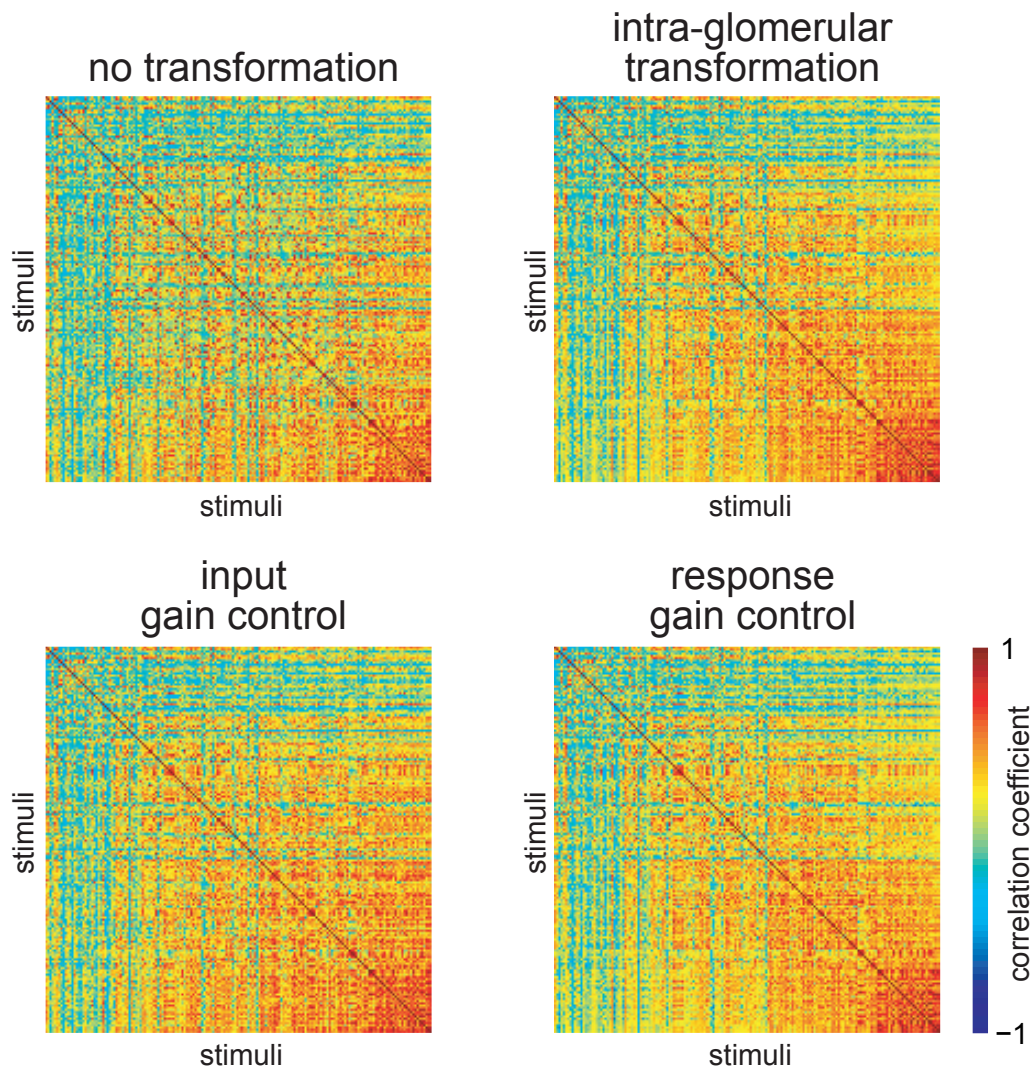 no transformation
intra-glomerular
transformation
stimuli
stimuli
stimuli
stimuli
input
gain control
response
gain control
stimuli
stimuli
1
correlation coefficient
−1
stimuli
stimuli